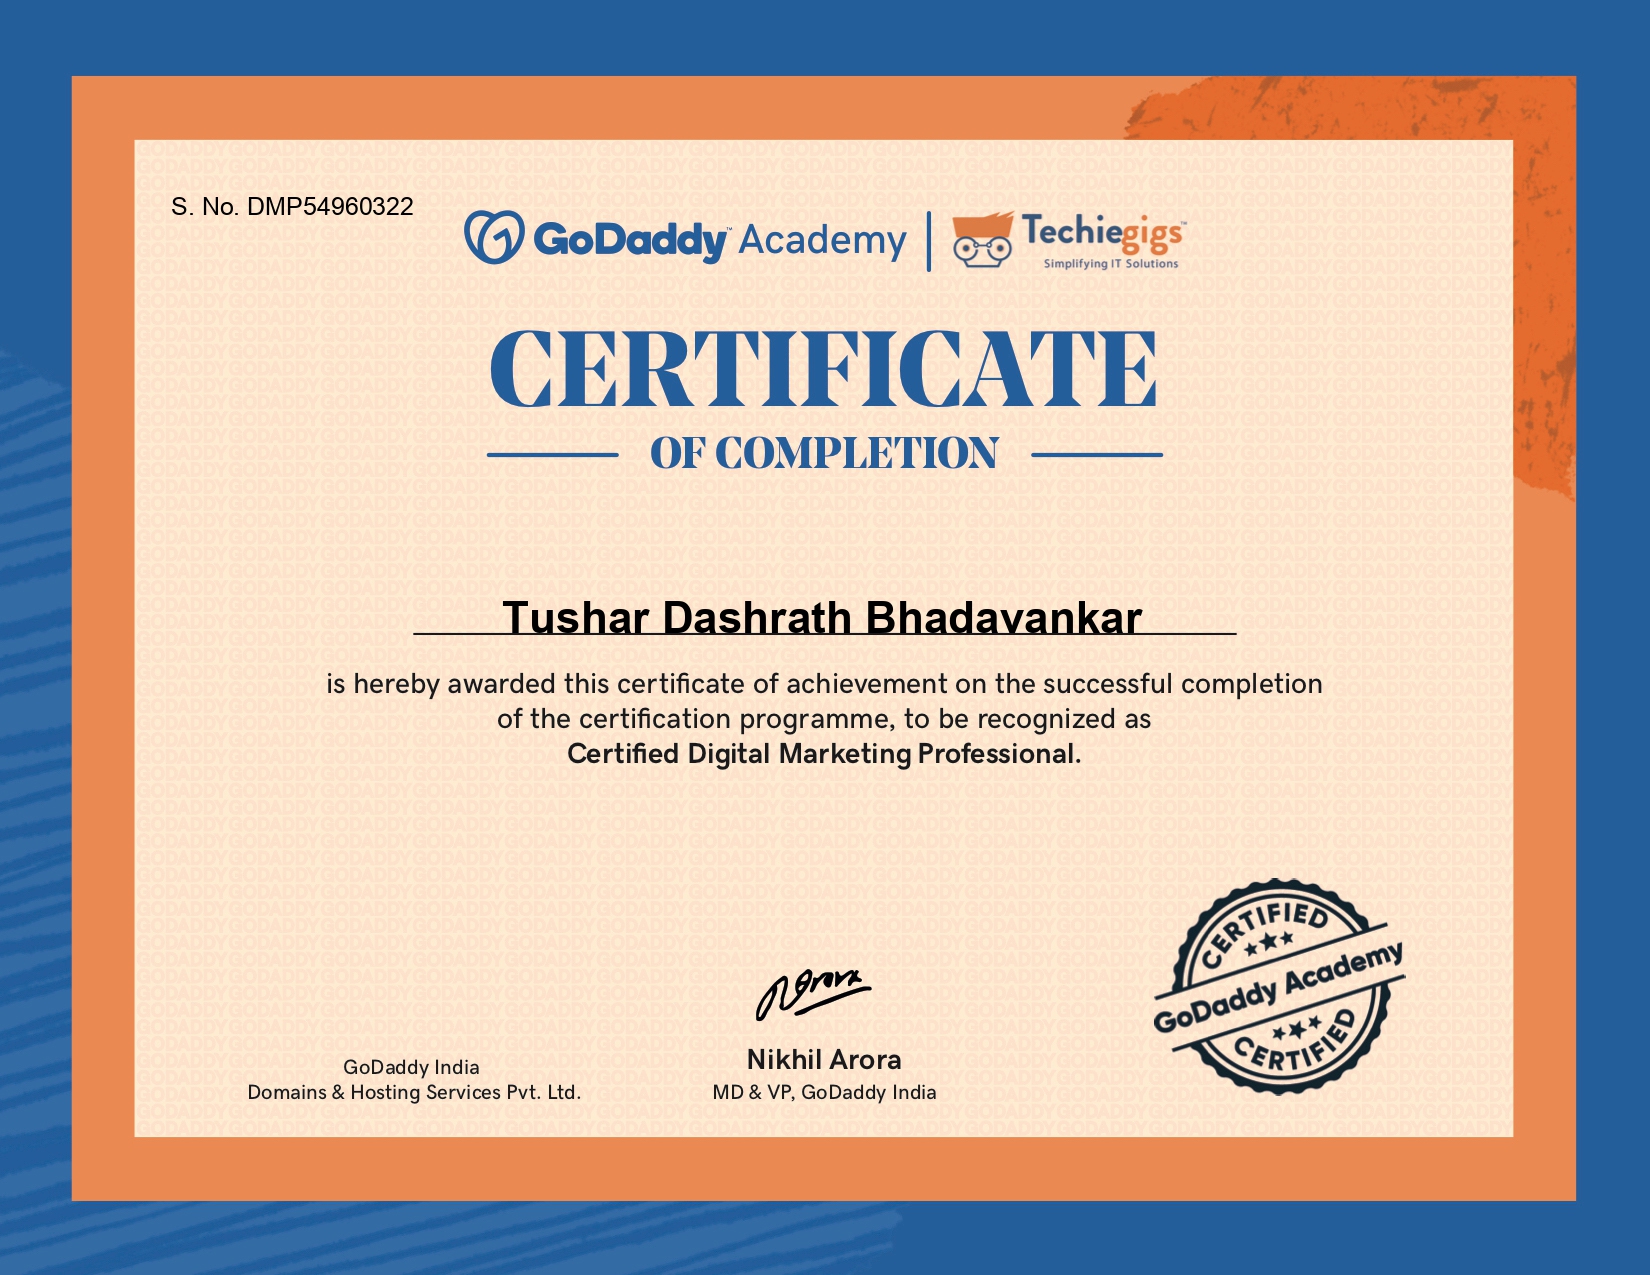 S. No. DMP54960322
GoDaddy™ Academy
Techiegigs™
Simplifying IT Solutions
CERTIFICATE
OF COMPLETION
Tushar Dashrath Bhadavankar
is hereby awarded this certificate of achievement on the successful completion
of the certification programme, to be recognized as
Certified Digital Marketing Professional.
GoDaddy India
Domains & Hosting Services Pvt. Ltd.
NArora
Nikhil Arora
MD & VP, GoDaddy India
CERTIFIED
GoDaddy Academy
CERTIFIED